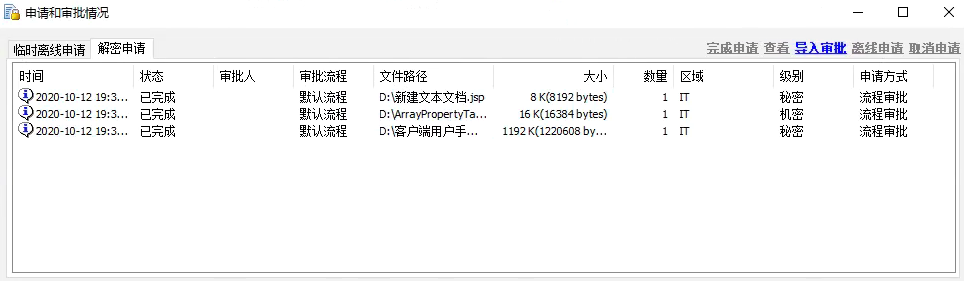 申请和审批情况
临时离线申请 解密申请 完成申请 查看 导入审批 离线申请 取消申请
时间 状态 审批人 审批流程 文件路径 大小 数量 区域 级别 申请方式
2020-10-12 19:3... 已完成 默认流程 D:\新建文本文档.jsp 8 K(8192 bytes) 1 IT 秘密 流程审批
2020-10-12 19:3... 已完成 默认流程 D:\ArrayPropertyTa... 16 K(16384 bytes) 1 IT 机密 流程审批
2020-10-12 19:3... 已完成 默认流程 D:\客户端用户手... 1192 K(1220608 by... 1 IT 秘密 流程审批